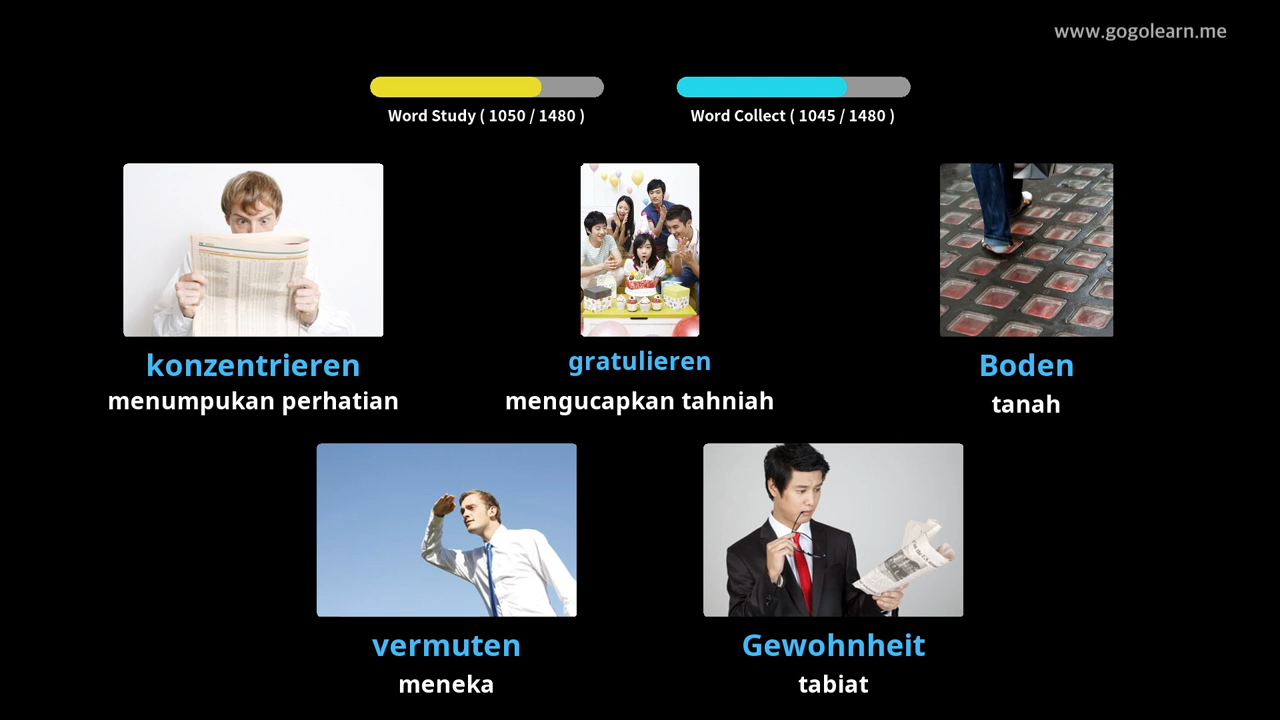 www.gogolearn.me
Word Study ( 1050 / 1480 )
Word Collect ( 1045 / 1480 )
konzentrieren
menumpukan perhatian
gratulieren
mengucapkan tahniah
Boden
tanah
vermuten
meneka
Gewohnheit
tabiat